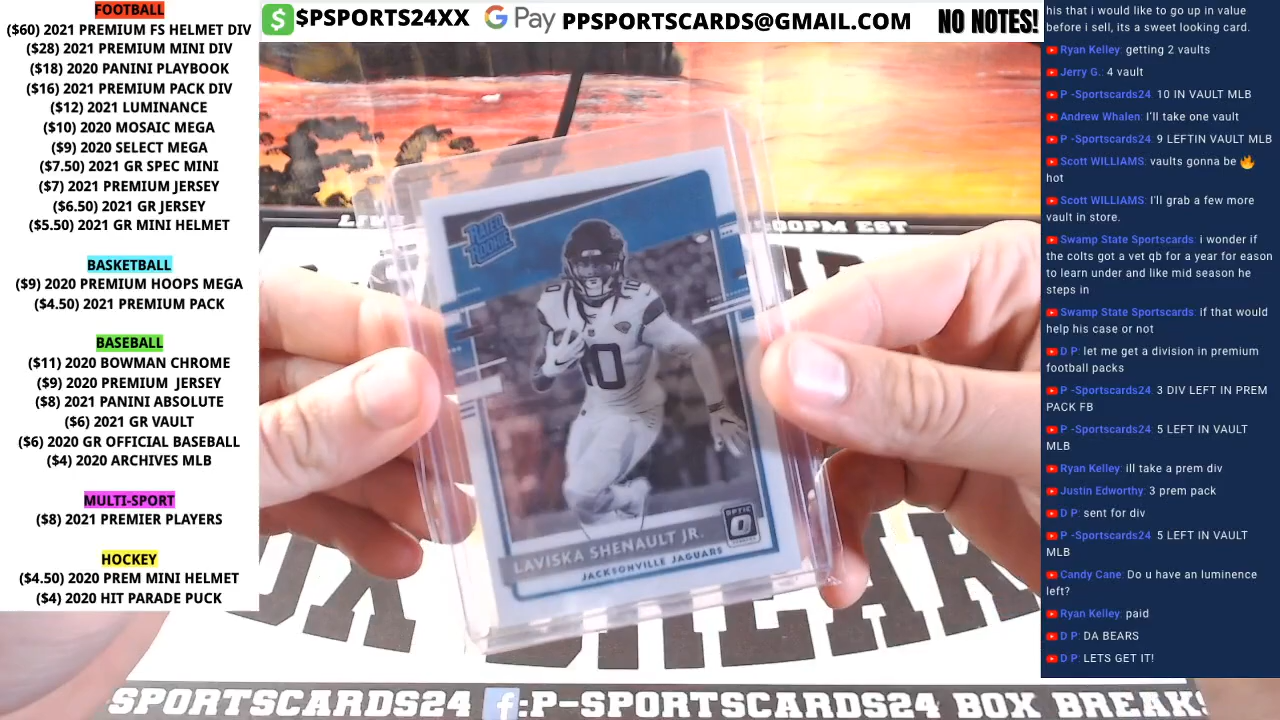 FOOTBALL
($60) 2021 PREMIUM FS HELMET DIV
($28) 2021 PREMIUM MINI DIV
($18) 2020 PANINI PLAYBOOK
($16) 2021 PREMIUM PACK DIV
($12) 2021 LUMINANCE
($10) 2020 MOSAIC MEGA
($9) 2020 SELECT MEGA
($7.50) 2021 GR SPEC MINI
($7) 2021 PREMIUM JERSEY
($6.50) 2021 GR JERSEY
($5.50) 2021 GR MINI HELMET
BASKETBALL
($9) 2020 PREMIUM HOOPS MEGA
($4.50) 2021 PREMIUM PACK
BASEBALL
($11) 2020 BOWMAN CHROME
($9) 2020 PREMIUM JERSEY
($8) 2021 PANINI ABSOLUTE
($6) 2021 GR VAULT
($6) 2020 GR OFFICIAL BASEBALL
($4) 2020 ARCHIVES MLB
MULTI-SPORT
($8) 2021 PREMIER PLAYERS
HOCKEY
($4.50) 2020 PREM MINI HELMET
($4) 2020 HIT PARADE PUCK
$PSPORTS24XX G Pay PPSPORTSCARDS@GMAIL.COM NO NOTES!
00PM EST
RATED
ROOKIE
10
10
OPTIC
LAVISKA SHENAULT JR.
JACKSONVILLE JAGUARS
SPORTSCARDS24 f:P-SPORTSCARDS24 BOX BREAKS
his that i would like to go up in value
before i sell, its a sweet looking card.
Ryan Kelley: getting 2 vaults
Jerry G.: 4 vault
P -Sportscards24: 10 IN VAULT MLB
Andrew Whalen: I'll take one vault
P -Sportscards24: 9 LEFTIN VAULT MLB
Scott WILLIAMS: vaults gonna be 🔥
hot
Scott WILLIAMS: I'll grab a few more
vault in store.
Swamp State Sportscards: i wonder if
the colts got a vet qb for a year for eason
to learn under and like mid season he
steps in
Swamp State Sportscards: if that would
help his case or not
D P: let me get a division in premium
football packs
P -Sportscards24: 3 DIV LEFT IN PREM
PACK FB
P -Sportscards24: 5 LEFT IN VAULT
MLB
Ryan Kelley: ill take a prem div
Justin Edworthy: 3 prem pack
D P: sent for div
P -Sportscards24: 5 LEFT IN VAULT
MLB
Candy Cane: Do u have an luminence
left?
Ryan Kelley: paid
D P: DA BEARS
D P: LETS GET IT!